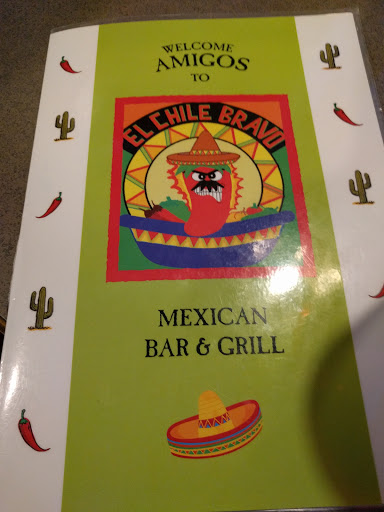 WELCOME
AMIGOS
TO
EL CHILE BRAVO
MEXICAN
BAR & GRILL